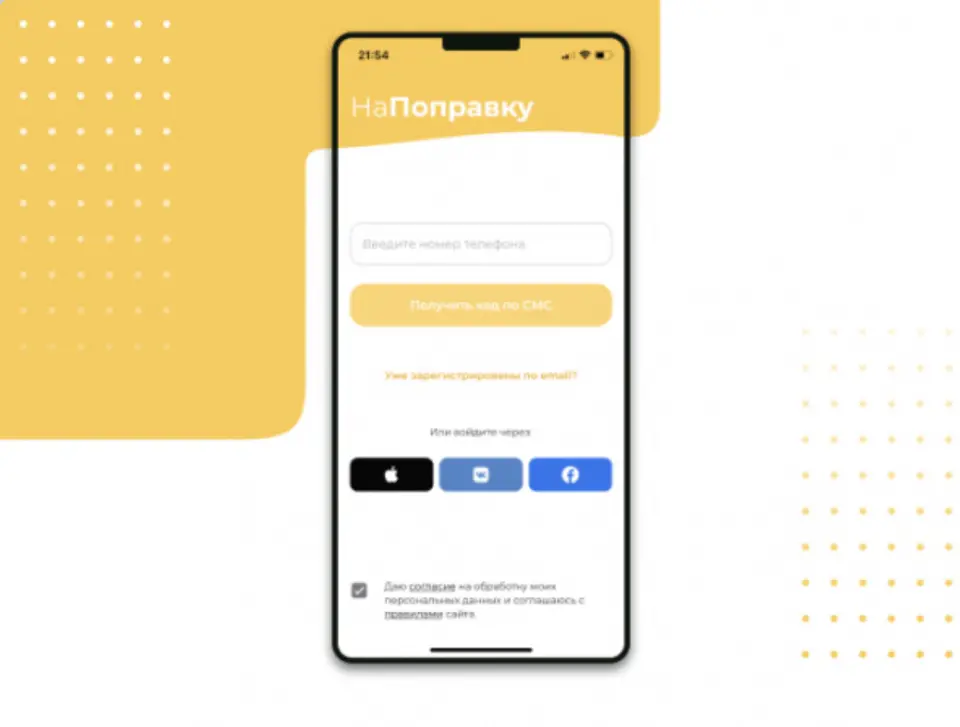 21:54
НаПоправку
Введите номер телефона
Получить код по СМС
Уже зарегистрированы по email?
Или войдите через
Даю согласие на обработку моих
персональных данных и соглашаюсь с
правилами сайта.